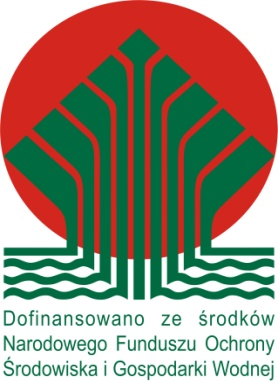 Dofinansowano ze środków
Narodowego Funduszu Ochrony
Środowiska i Gospodarki Wodnej